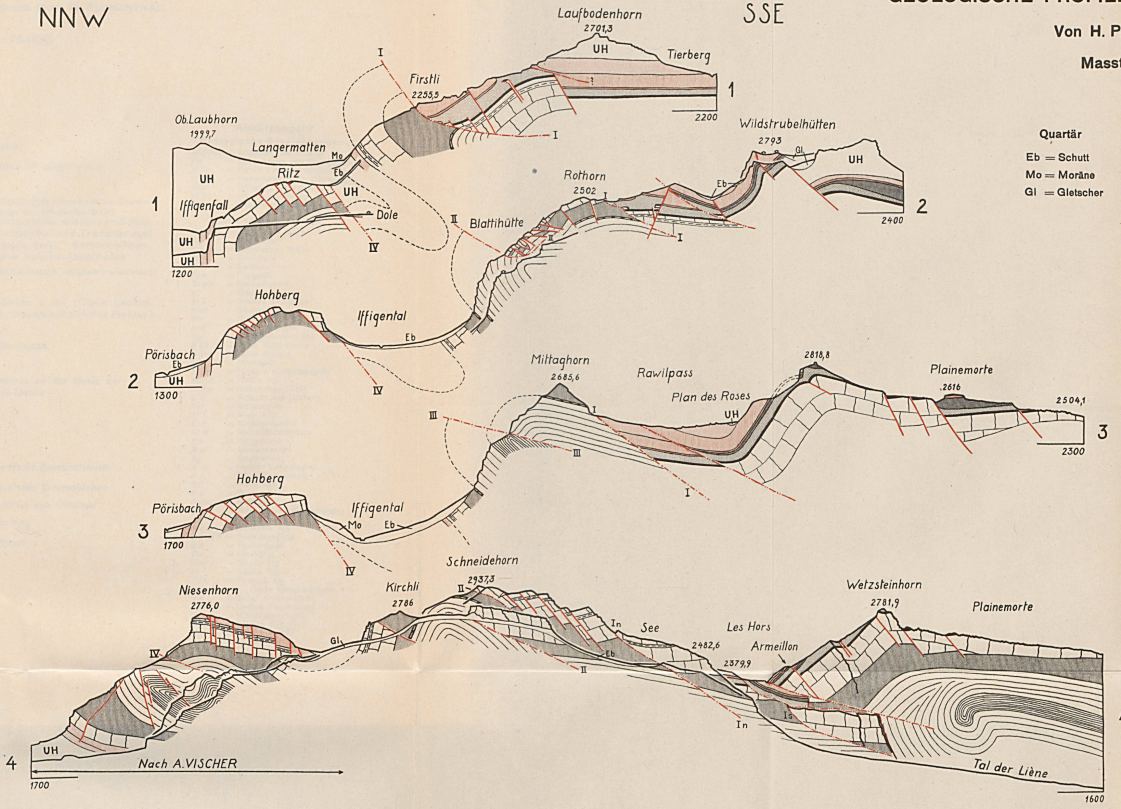 NNW
SSE
GEOLOGISCHE
Von H. P
Masst
Quartär
Eb = Schutt
Mo = Moräne
Gl = Gletscher
Laufbodenhorn
2701,3
UH
Tierberg
I
Firstli
2255,5
?
1
2200
I
Ob.Laubhorn
1999,7
Langermatten
Mo
Eb
Ritz
UH
UH
1
Iffigenfall
Dole
UH
IV
UH
1200
Wildstrubelhütten
2793
Gl.
UH
Rothorn
2502
I
Eb
2
2400
II
Blattihütte
II
I
Hohberg
Iffigental
Eb
Pörisbach
Eb
2
UH
1300
IV
Mittaghorn
2685,6
Rawilpass
2818,8
Plainemorte
2616
Plan des Roses
2504,1
I
III
UH
3
III
2300
I
Hohberg
Pörisbach
Iffigental
Mo
Eb
3
1700
IV
Schneidehorn
2937,3
II
Niesenhorn
2776,0
Kirchli
2786
Wetzsteinhorn
2781,9
Plainemorte
In
See
Les Hors
Gl.
2482,6
Armeillon
IV
Eb
2379,9
II
Is
In
UH
4
Nach A.VISCHER
Tal der Liène
1700
1600